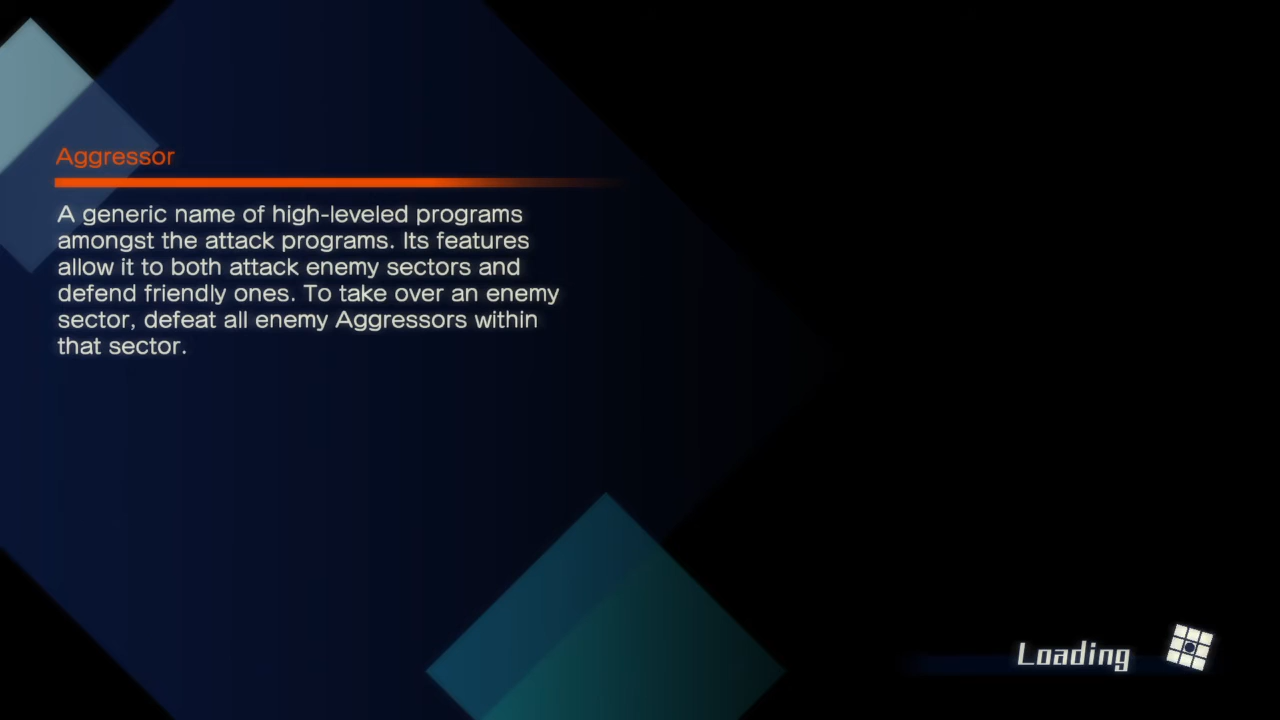 Aggressor
A generic name of high-leveled programs
amongst the attack programs. Its features
allow it to both attack enemy sectors and
defend friendly ones. To take over an enemy
sector, defeat all enemy Aggressors within
that sector.
Loading